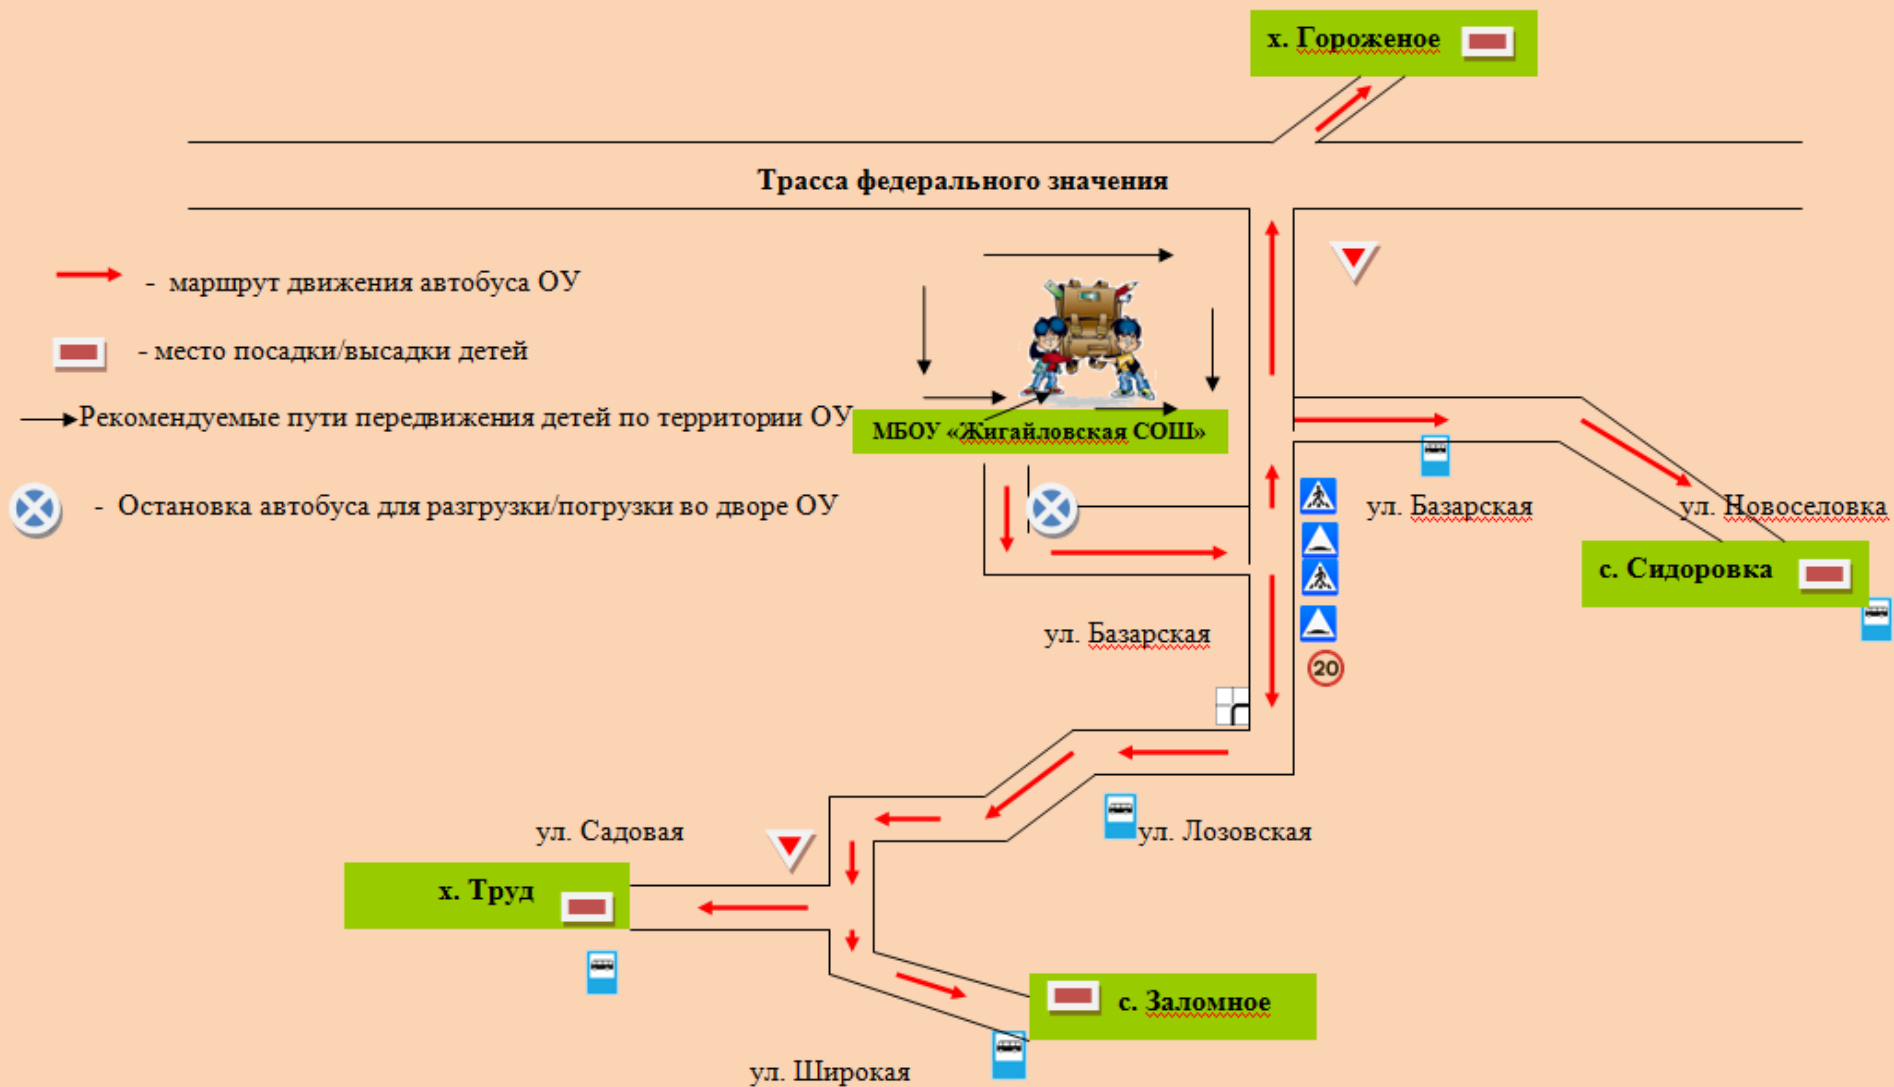 х. Гороженое
Трасса федерального значения
- маршрут движения автобуса ОУ
- место посадки/высадки детей
Рекомендуемые пути передвижения детей по территории ОУ
МБОУ «Жигайловская СОШ»
- Остановка автобуса для разгрузки/погрузки во дворе ОУ
ул. Базарская
ул. Новоселовка
с. Сидоровка
ул. Базарская
20
ул. Садовая
ул. Лозовская
х. Труд
с. Заломное
ул. Широкая